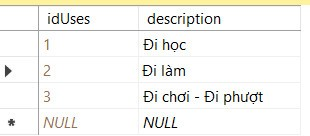 idUses description
1 Đi học
2 Đi làm
3 Đi chơi - Đi phượt
NULL NULL